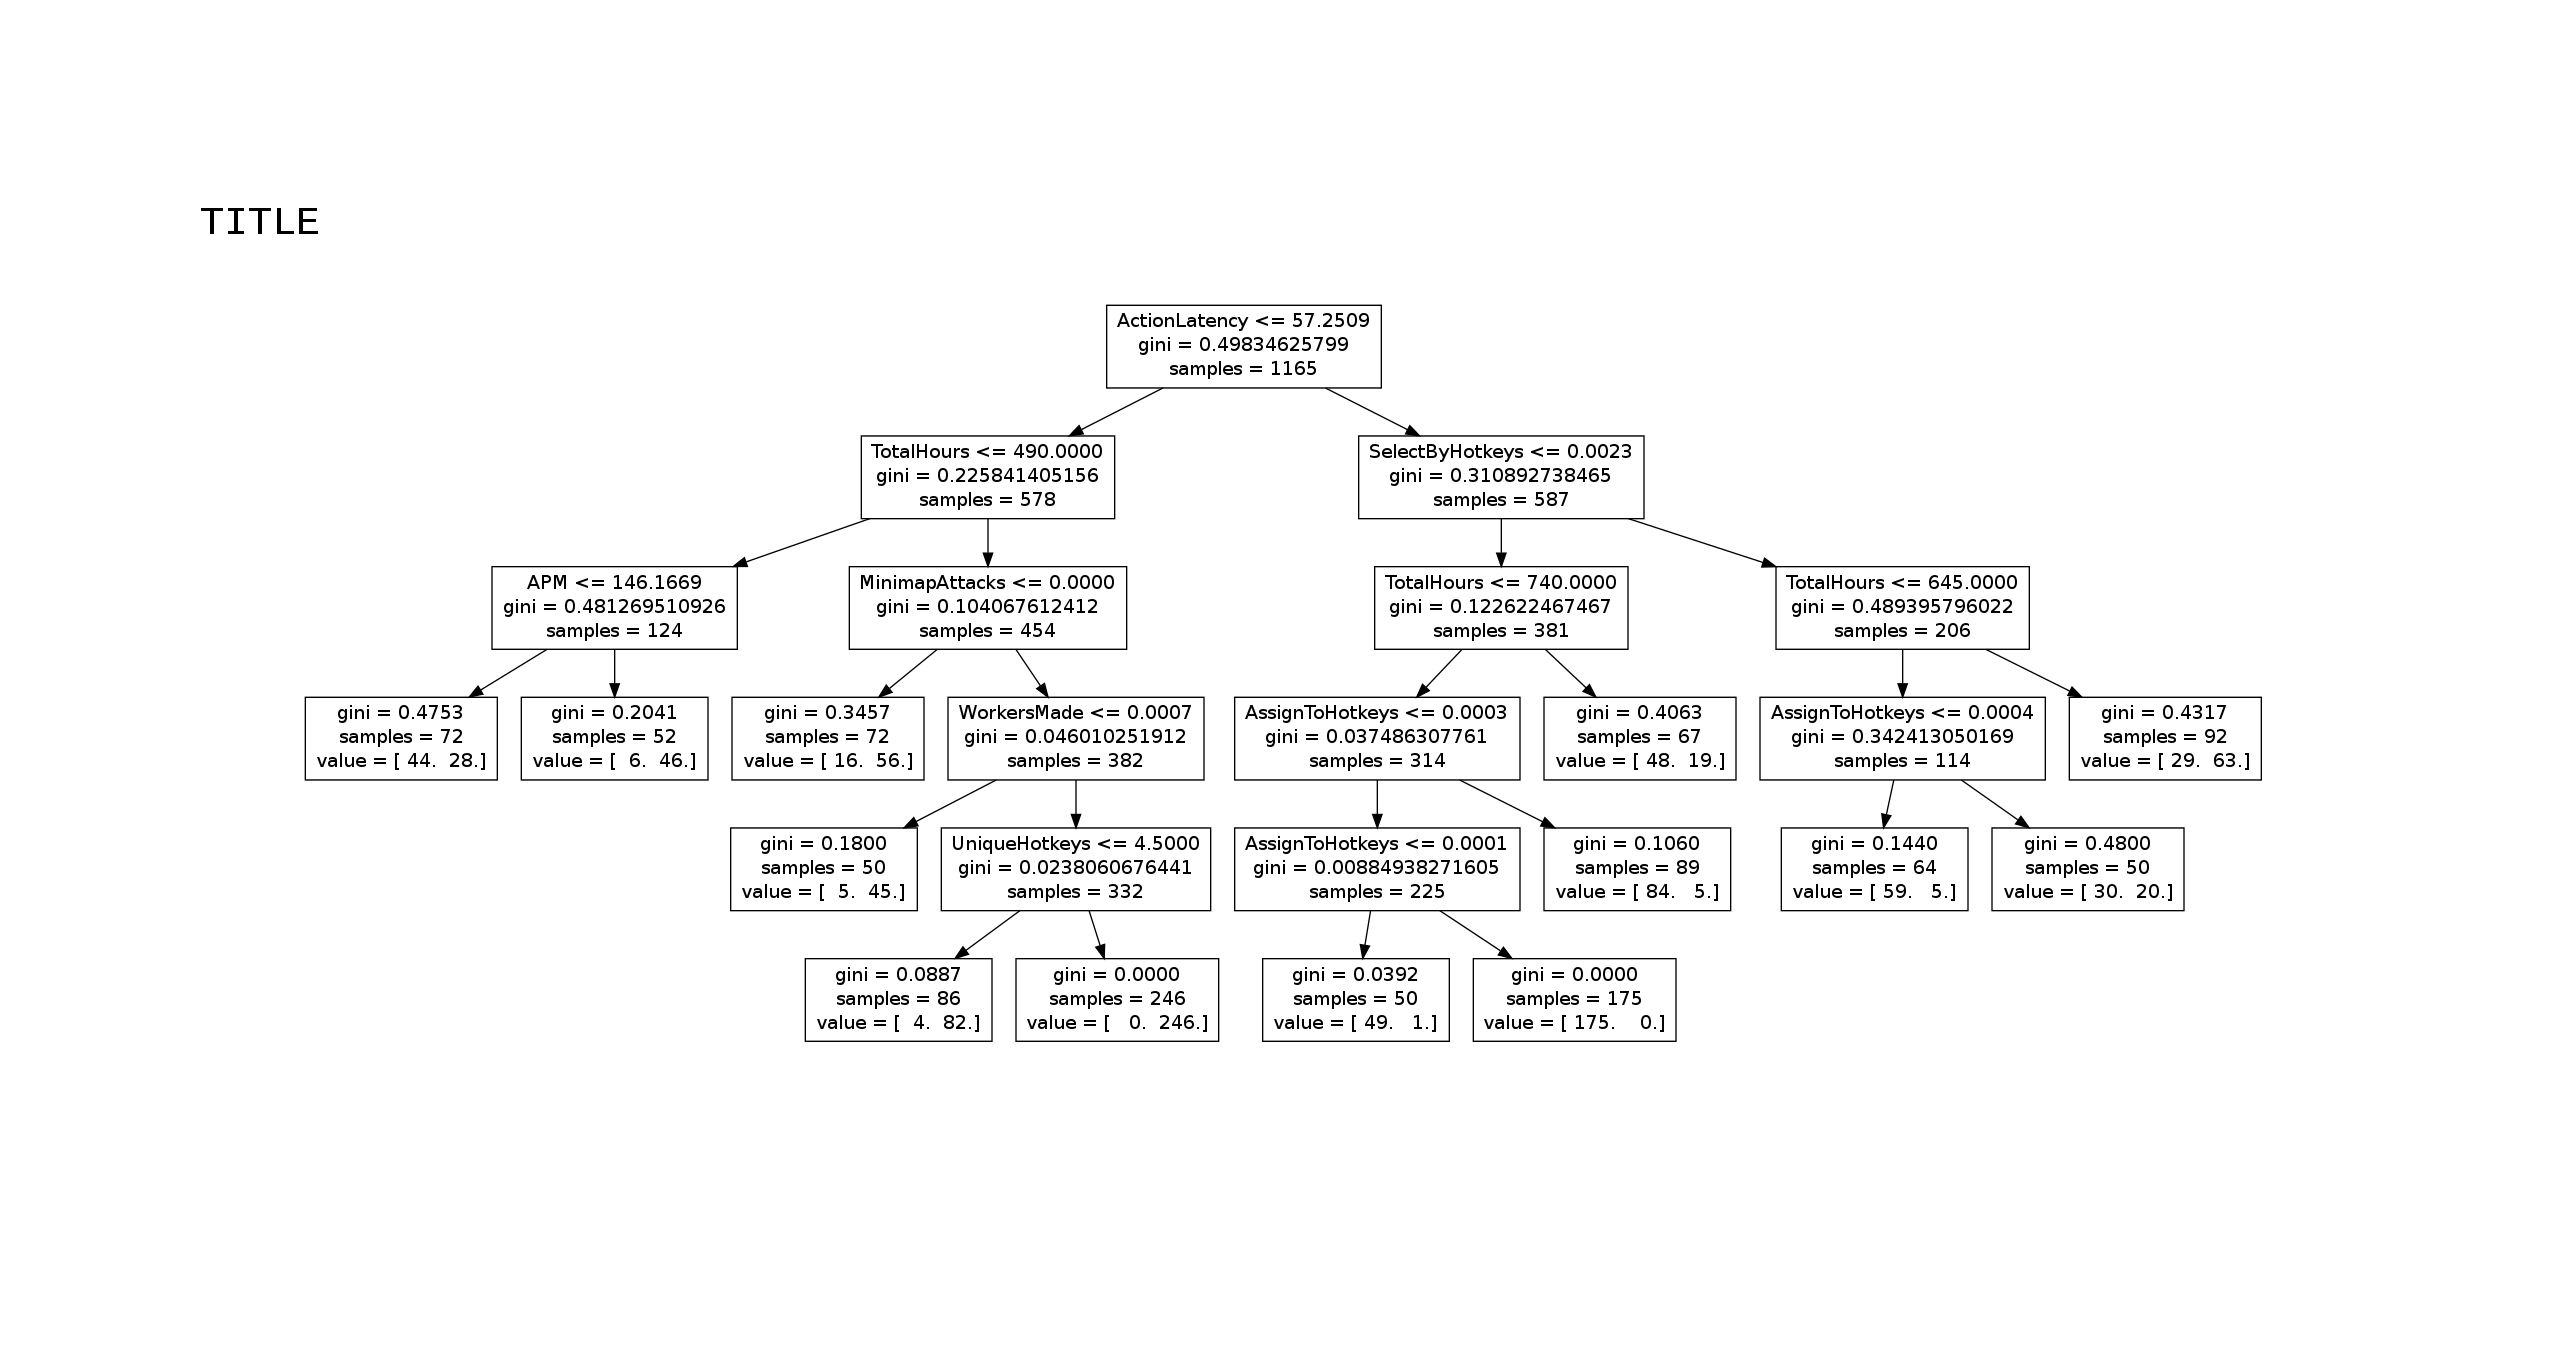 TITLE
ActionLatency <= 57.2509
gini = 0.49834625799
samples = 1165
TotalHours <= 490.0000
gini = 0.225841405156
samples = 578
SelectByHotkeys <= 0.0023
gini = 0.310892738465
samples = 587
APM <= 146.1669
gini = 0.481269510926
samples = 124
MinimapAttacks <= 0.0000
gini = 0.104067612412
samples = 454
TotalHours <= 740.0000
gini = 0.122622467467
samples = 381
TotalHours <= 645.0000
gini = 0.489395796022
samples = 206
gini = 0.4753
samples = 72
value = [ 44.  28.]
gini = 0.2041
samples = 52
value = [  6.  46.]
gini = 0.3457
samples = 72
value = [ 16.  56.]
WorkersMade <= 0.0007
gini = 0.046010251912
samples = 382
AssignToHotkeys <= 0.0003
gini = 0.037486307761
samples = 314
gini = 0.4063
samples = 67
value = [ 48.  19.]
AssignToHotkeys <= 0.0004
gini = 0.342413050169
samples = 114
gini = 0.4317
samples = 92
value = [ 29.  63.]
gini = 0.1800
samples = 50
value = [  5.  45.]
UniqueHotkeys <= 4.5000
gini = 0.0238060676441
samples = 332
AssignToHotkeys <= 0.0001
gini = 0.00884938271605
samples = 225
gini = 0.1060
samples = 89
value = [ 84.   5.]
gini = 0.1440
samples = 64
value = [ 59.   5.]
gini = 0.4800
samples = 50
value = [ 30.  20.]
gini = 0.0887
samples = 86
value = [  4.  82.]
gini = 0.0000
samples = 246
value = [   0.  246.]
gini = 0.0392
samples = 50
value = [ 49.   1.]
gini = 0.0000
samples = 175
value = [ 175.    0.]